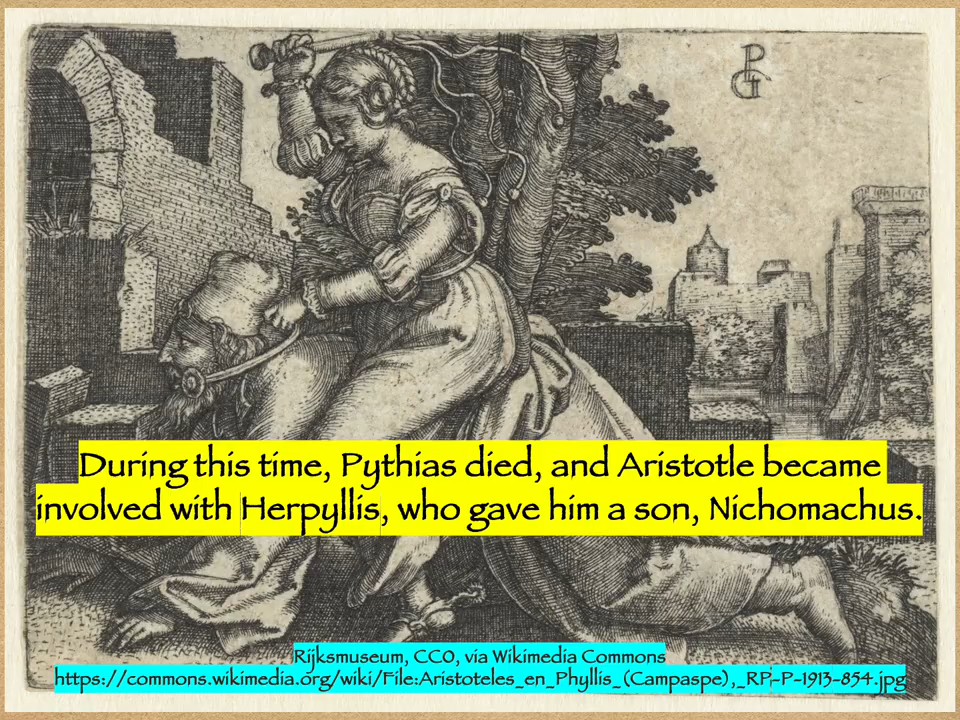 PG
During this time, Pythias died, and Aristotle became
involved with Herpyllis, who gave him a son, Nichomachus.
Rijksmuseum, CC0, via Wikimedia Commons
https://commons.wikimedia.org/wiki/File:Aristoteles_en_Phyllis_(Campaspe),_RP-P-1913-854.jpg